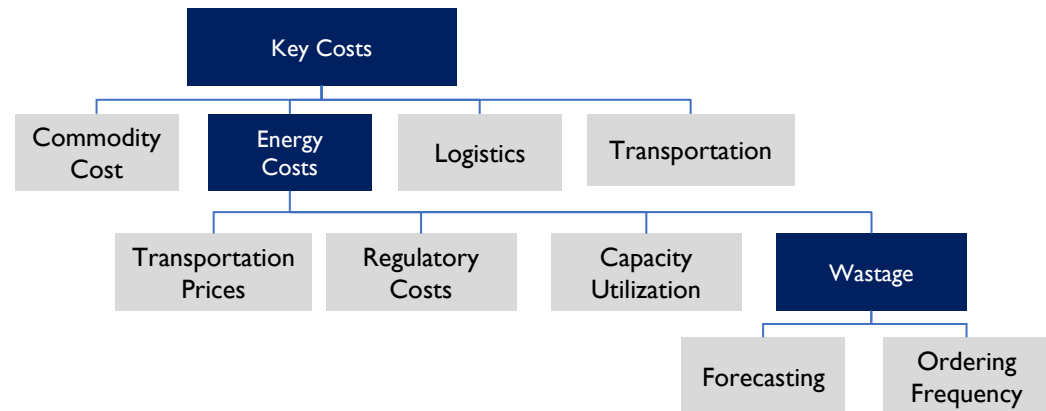 Key Costs
Commodity
Cost
Energy
Costs
Logistics
Transportation
Transportation
Prices
Regulatory
Costs
Capacity
Utilization
Wastage
Forecasting
Ordering
Frequency